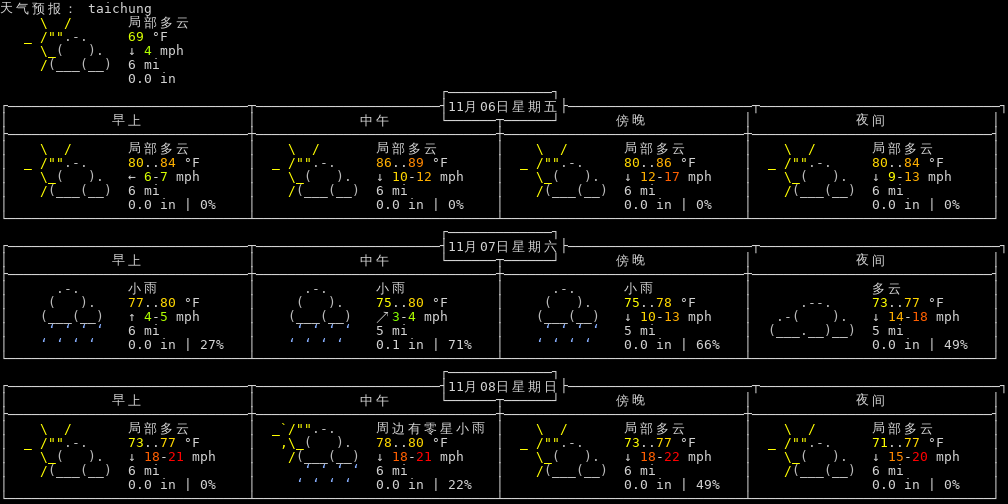 天气预报： taichung
局部多云
69 °F
↓ 4 mph
6 mi
0.0 in
11月06日星期五
早上 中午 傍晚 夜间
局部多云 局部多云 局部多云 局部多云
80..84 °F 86..89 °F 80..86 °F 80..84 °F
← 6-7 mph ↓ 10-12 mph ↓ 12-17 mph ↓ 9-13 mph
6 mi 6 mi 6 mi 6 mi
0.0 in | 0% 0.0 in | 0% 0.0 in | 0% 0.0 in | 0%
11月07日星期六
早上 中午 傍晚 夜间
小雨 小雨 小雨 多云
77..80 °F 75..80 °F 75..78 °F 73..77 °F
↑ 4-5 mph ↗ 3-4 mph ↓ 10-13 mph ↓ 14-18 mph
6 mi 5 mi 5 mi 5 mi
0.0 in | 27% 0.1 in | 71% 0.0 in | 66% 0.0 in | 49%
11月08日星期日
早上 中午 傍晚 夜间
局部多云 周边有零星小雨 局部多云 局部多云
73..77 °F 78..80 °F 73..77 °F 71..77 °F
↓ 18-21 mph ↓ 18-21 mph ↓ 18-22 mph ↓ 15-20 mph
6 mi 6 mi 6 mi 6 mi
0.0 in | 0% 0.0 in | 22% 0.0 in | 49% 0.0 in | 0%